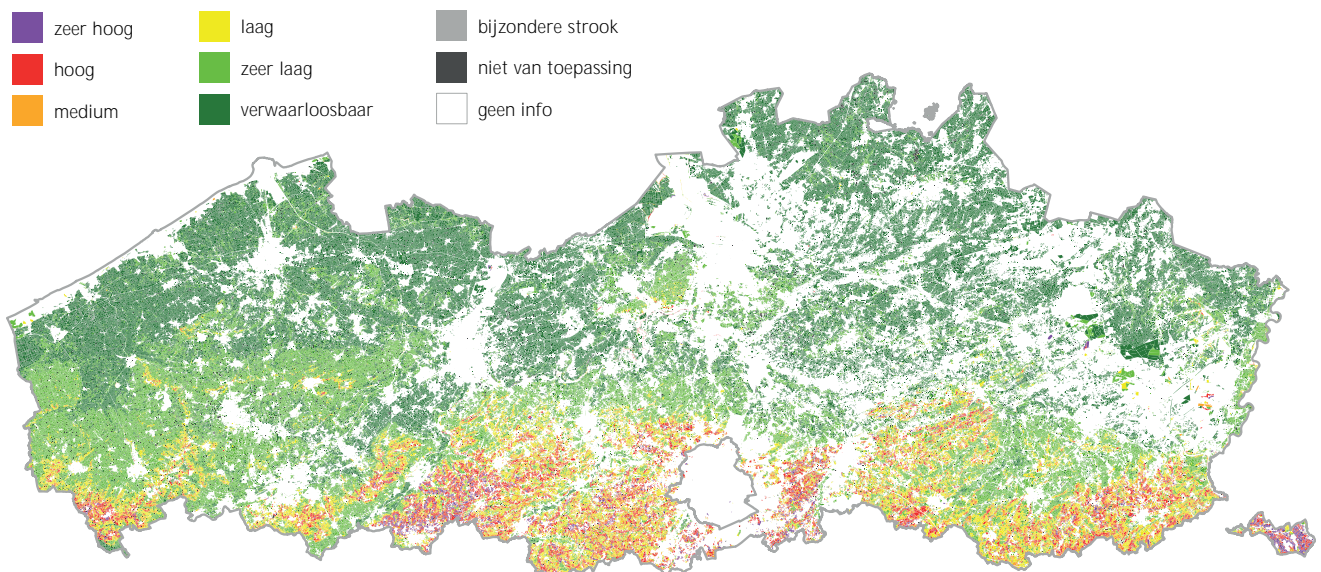 zeer hoog
hoog
medium
laag
zeer laag
verwaarloosbaar
bijzondere strook
niet van toepassing
geen info